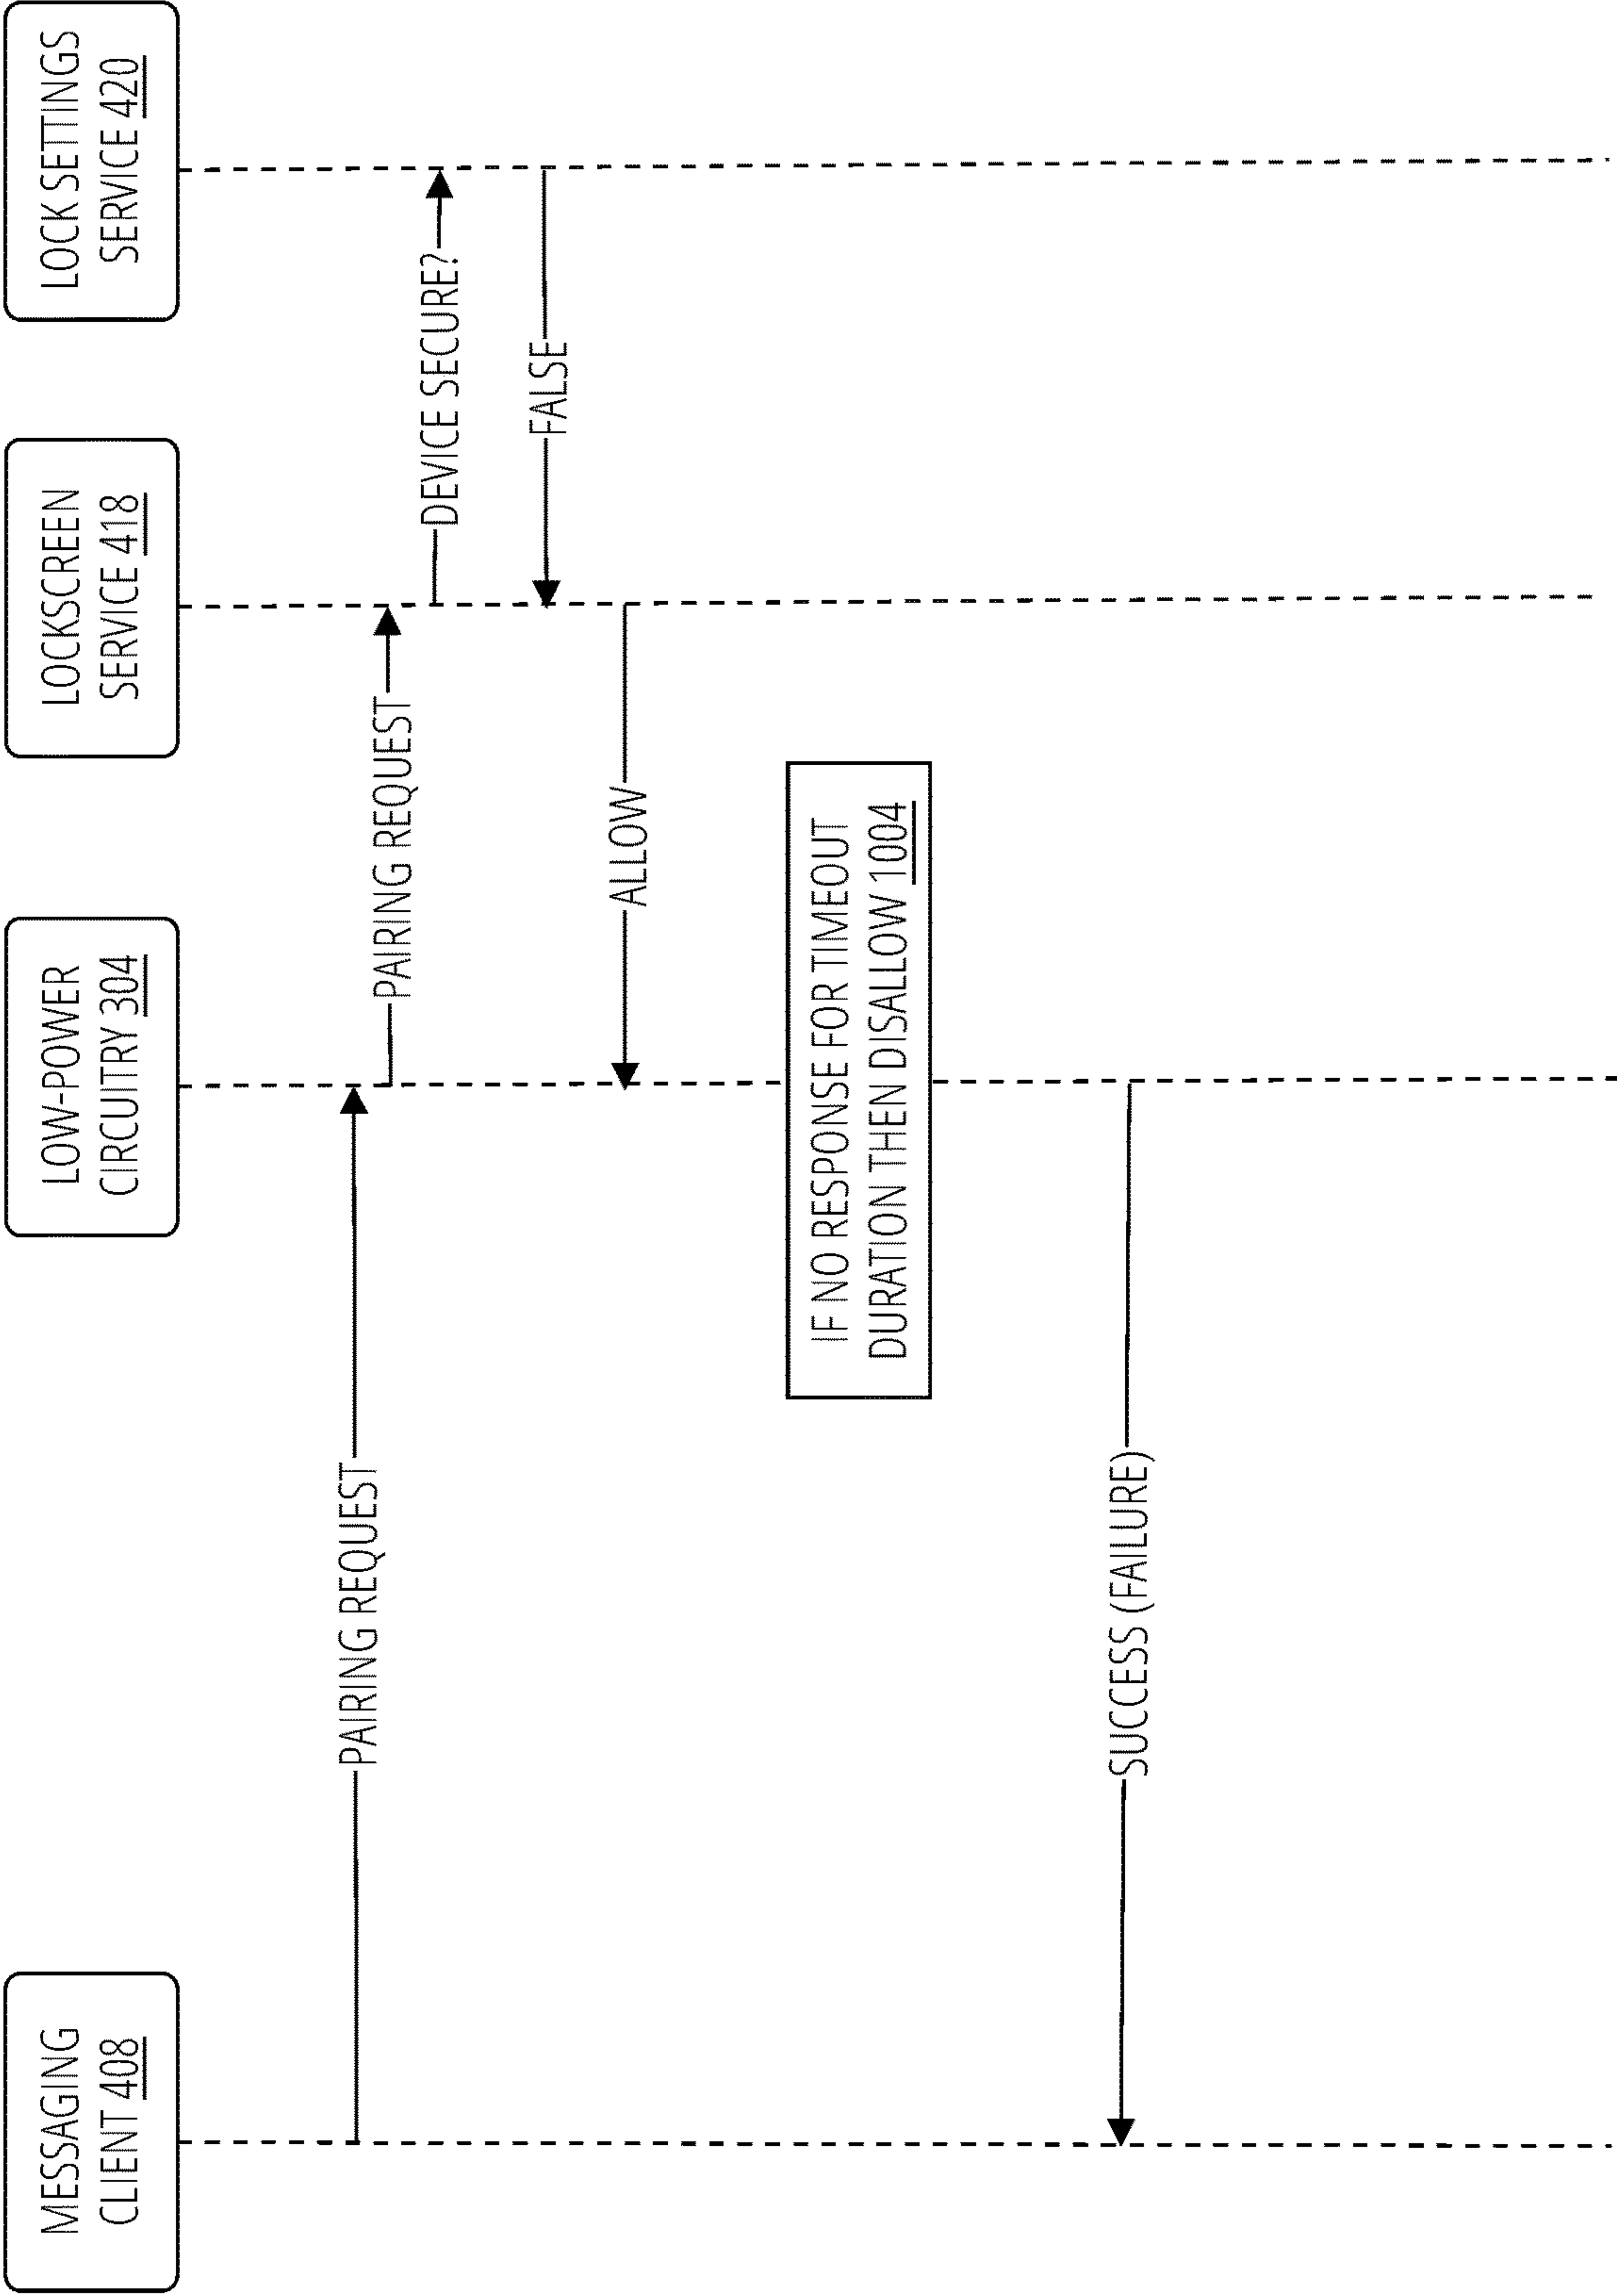 MESSAGING
CLIENT 408
LOW-POWER
CIRCUITRY 304
LOCKSCREEN
SERVICE 418
LOCK SETTINGS
SERVICE 420
PAIRING REQUEST
PAIRING REQUEST
DEVICE SECURE?
FALSE
ALLOW
IF NO RESPONSE FOR TIMEOUT
DURATION THEN DISALLOW 1004
SUCCESS (FAILURE)